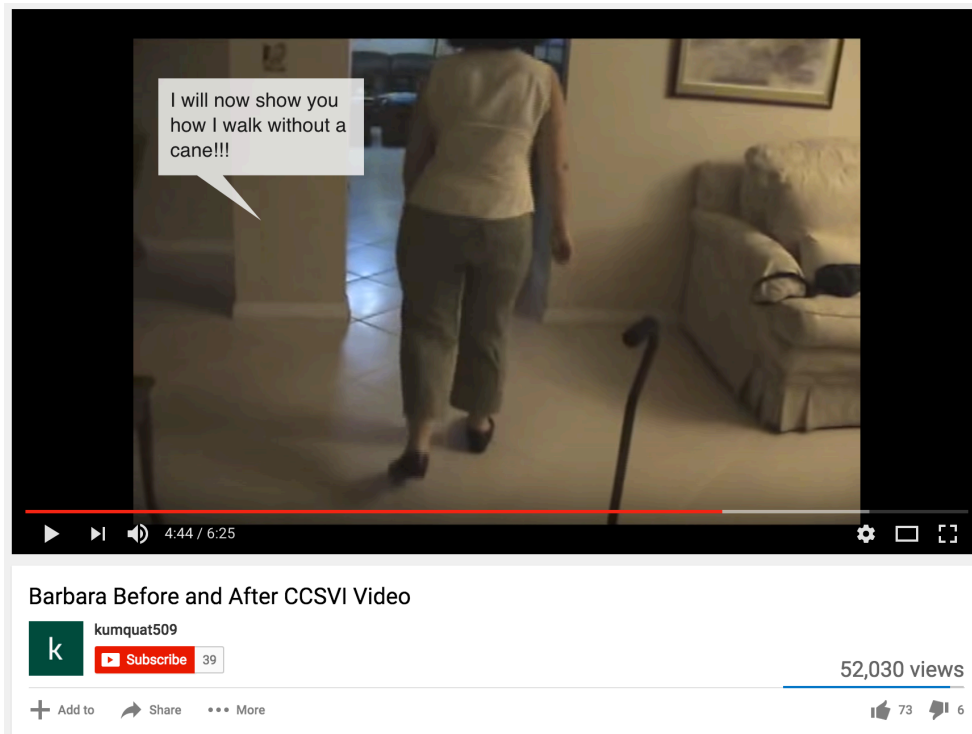 I will now show you
how I walk without a
cane!!!
4:44 / 6:25
Barbara Before and After CCSVI Video
k
kumquat509
Subscribe 39
52,030 views
Add to Share More
73 6